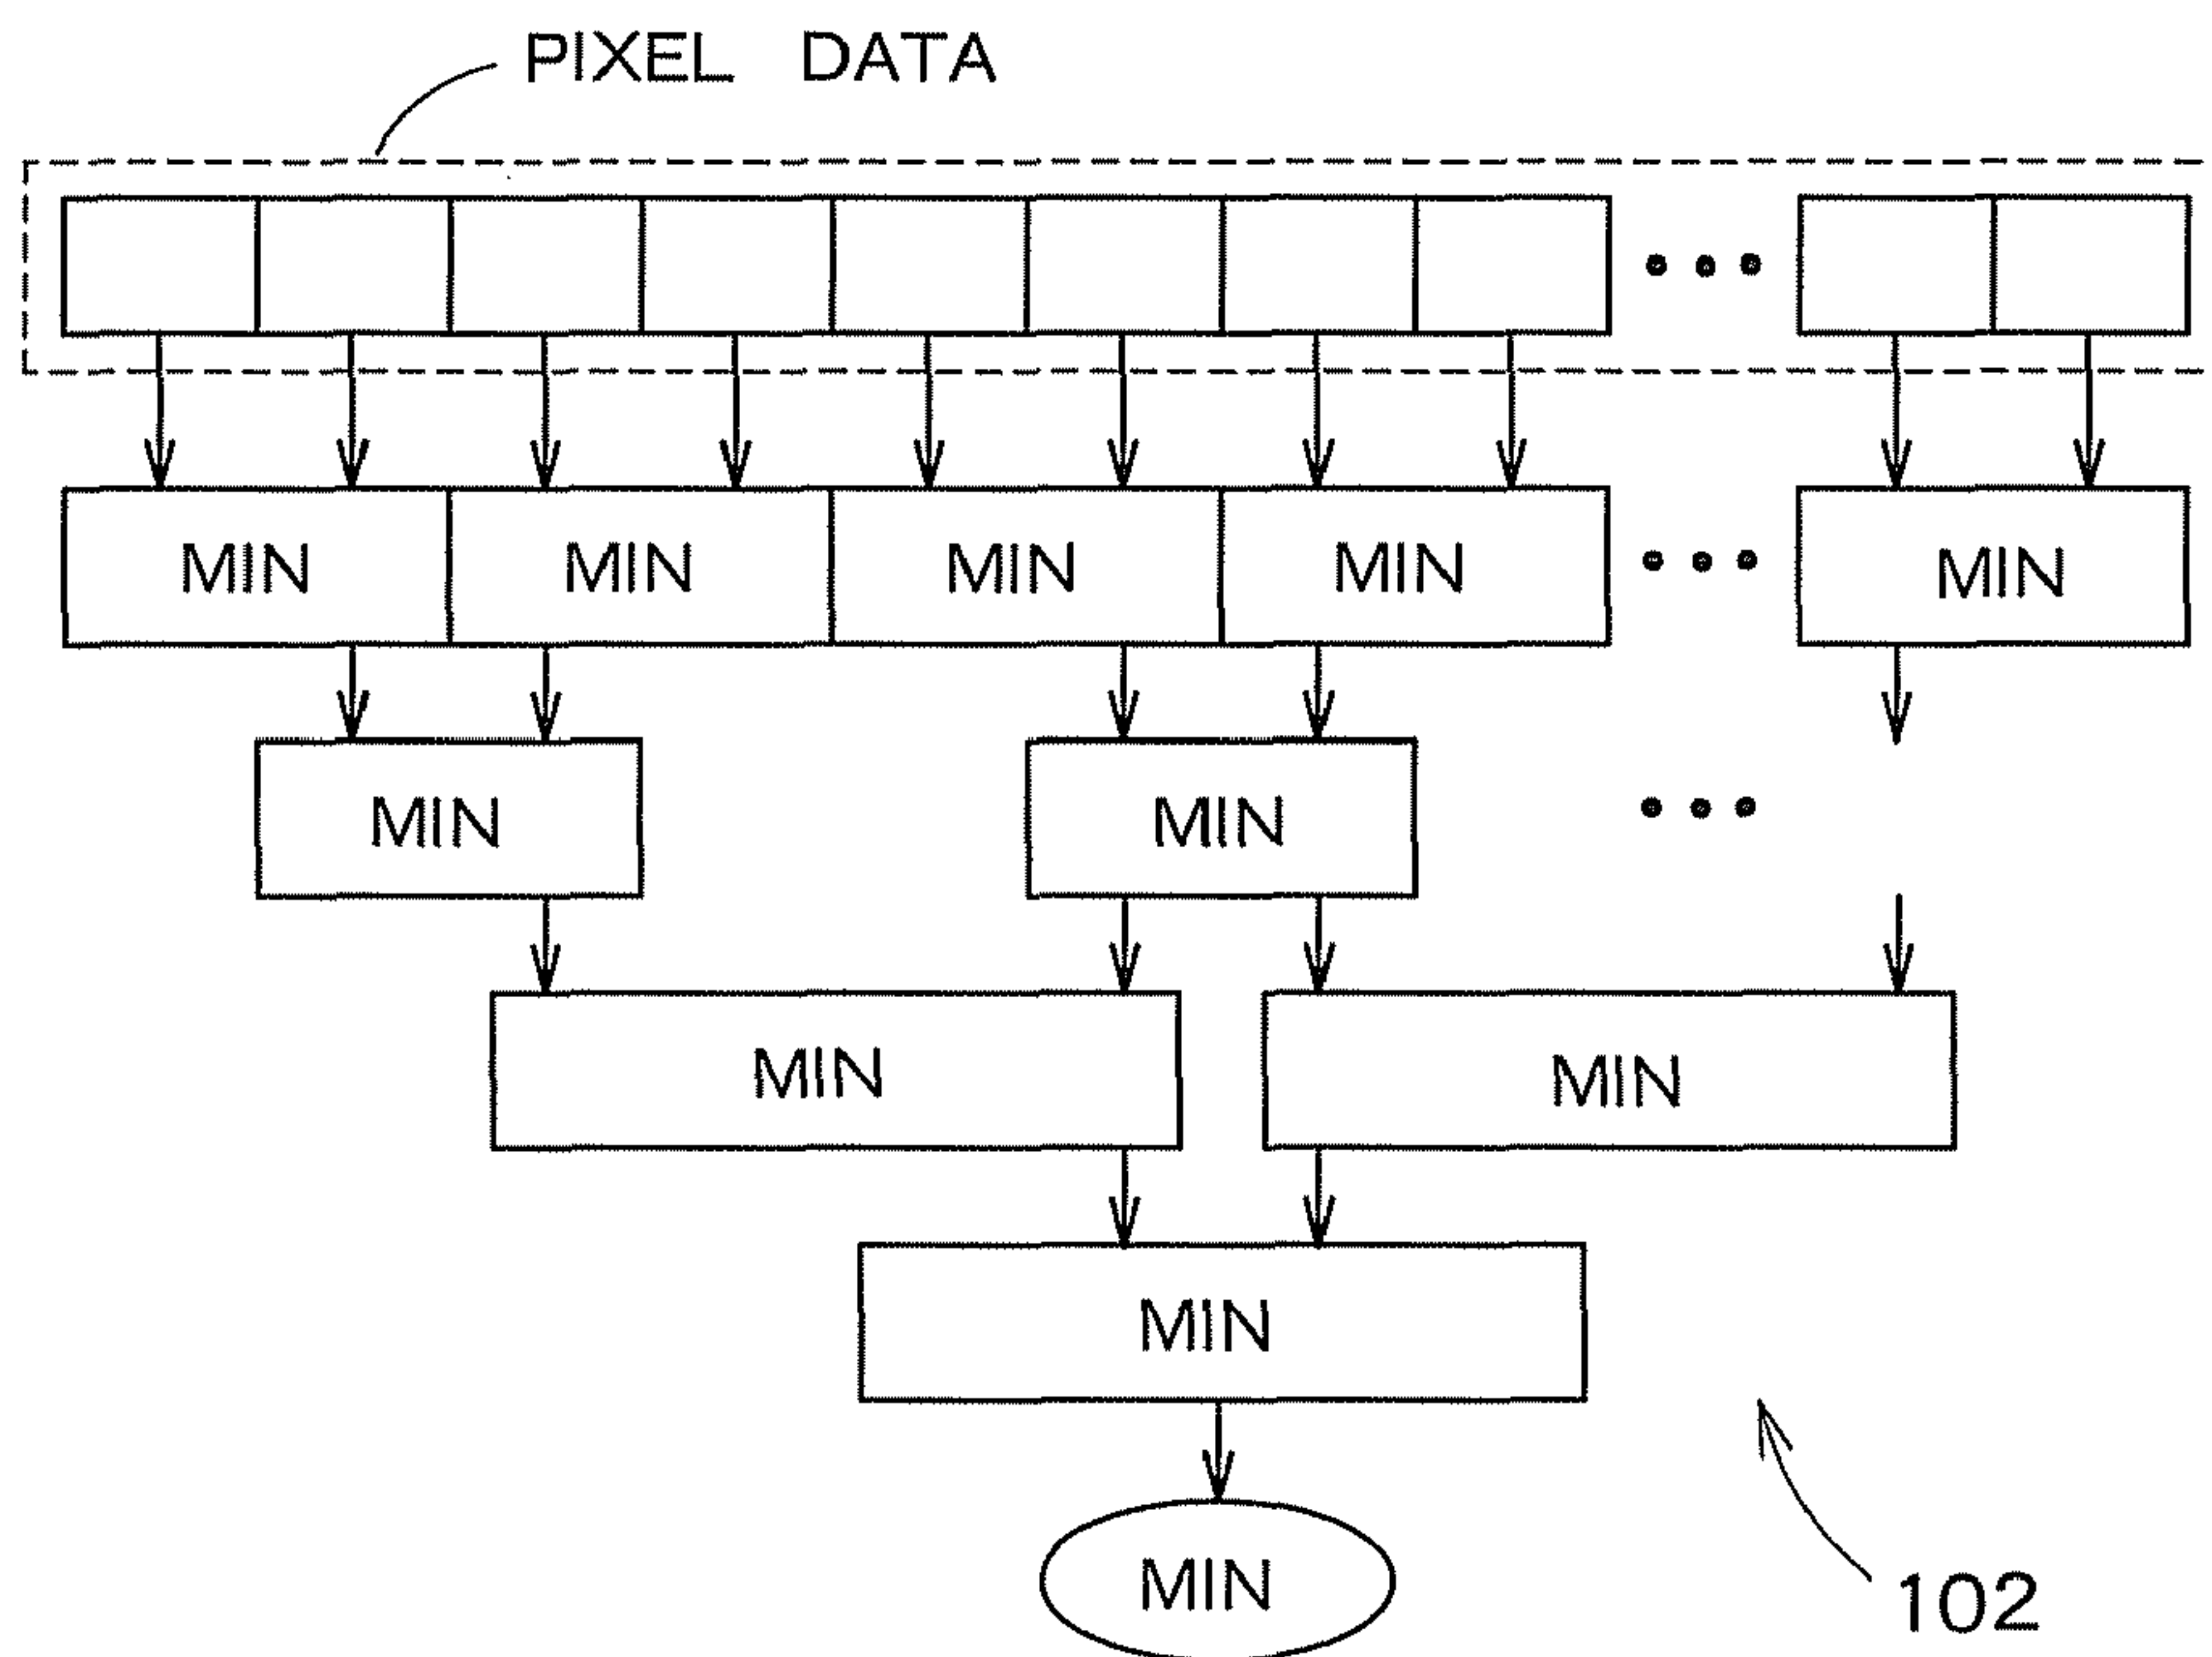 PIXEL DATA
MIN MIN MIN MIN ••• MIN
MIN MIN •••
MIN MIN
MIN
MIN
102